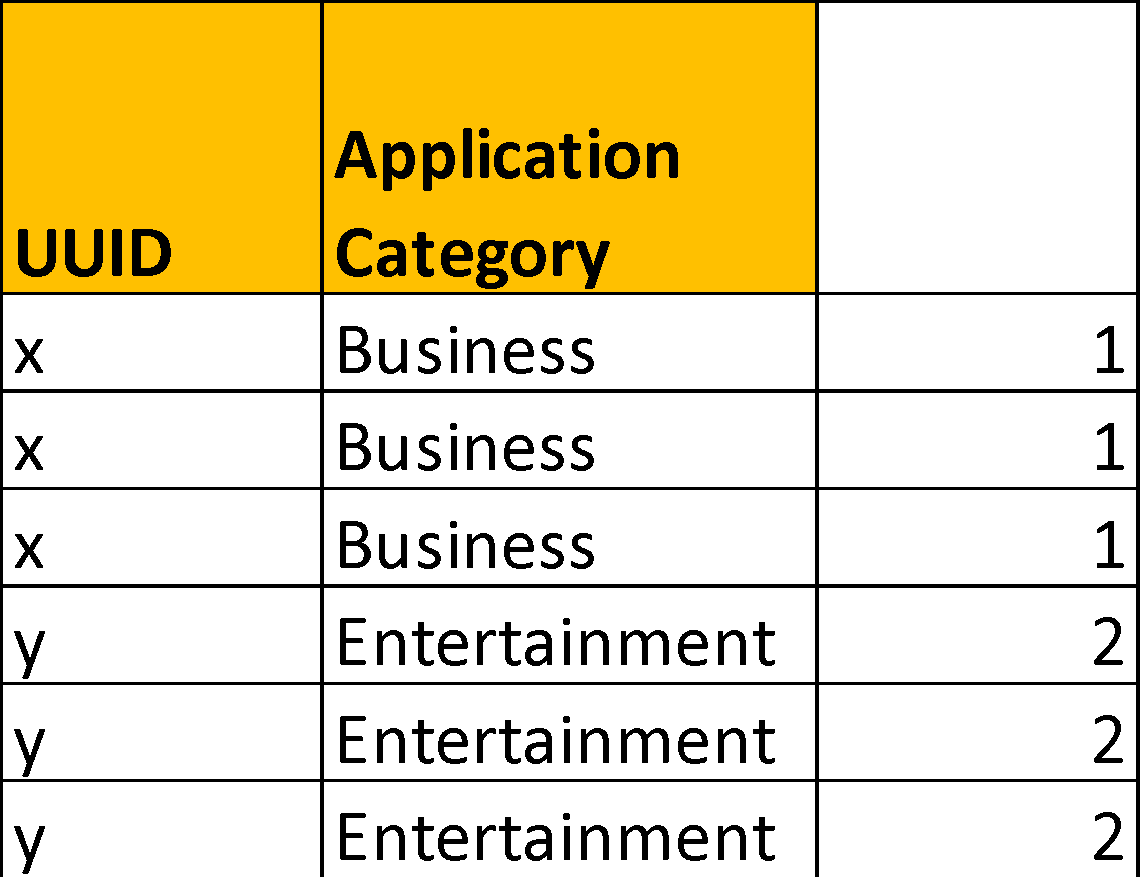 UUID Application Category
x Business 1
x Business 1
x Business 1
y Entertainment 2
y Entertainment 2
y Entertainment 2